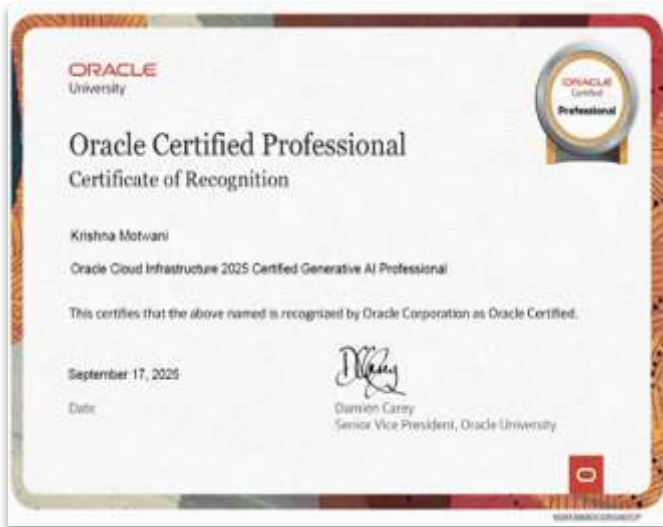 ORACLE
University
ORACLE
Certified
Professional
Oracle Certified Professional
Certificate of Recognition
Krishna Motwani
Oracle Cloud Infrastructure 2025 Certified Generative AI Professional
This certifies that the above named is recognized by Oracle Corporation as Oracle Certified.
September 17, 2025
Date
Damien Carey
Senior Vice President, Oracle University